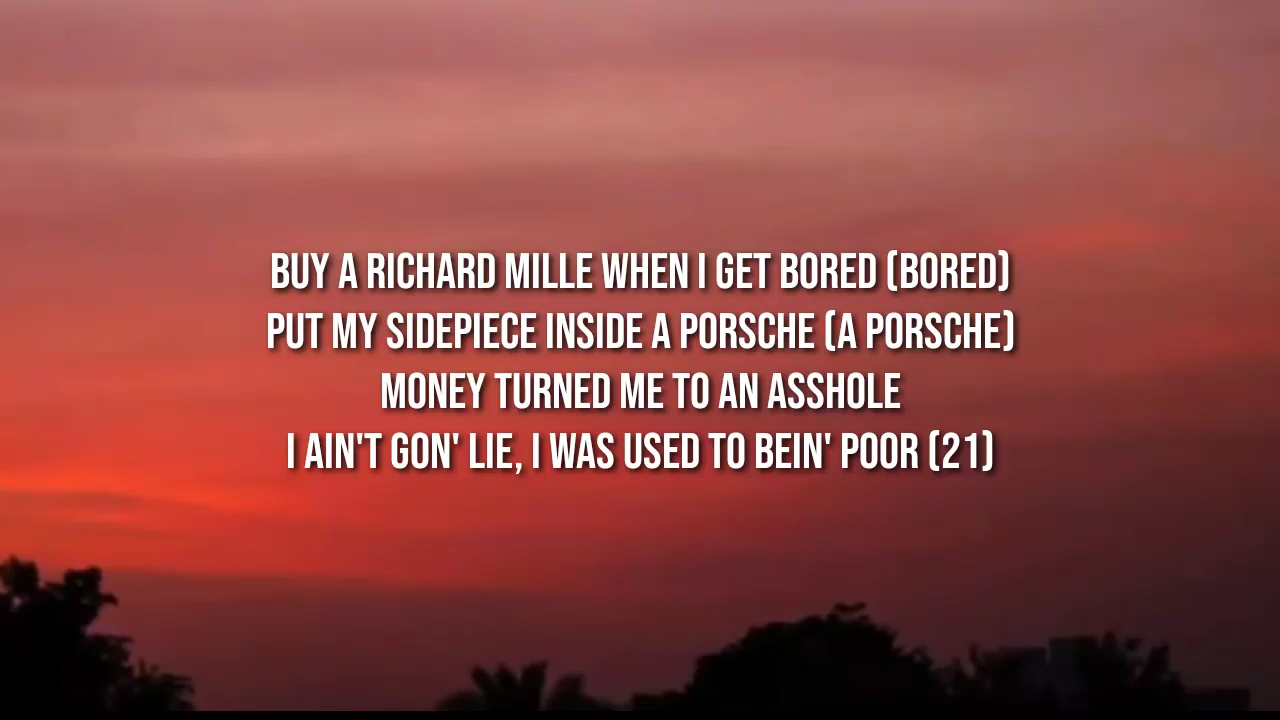 BUY A RICHARD MILLE WHEN I GET BORED (BORED)
PUT MY SIDEPIECE INSIDE A PORSCHE (A PORSCHE)
MONEY TURNED ME TO AN ASSHOLE
I AIN'T GON' LIE, I WAS USED TO BEIN' POOR (21)